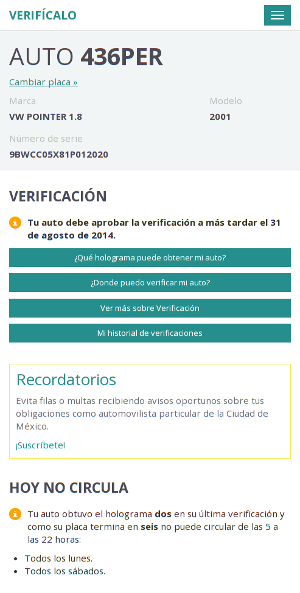 VERIFÍCALO
AUTO 436PER
Cambiar placa »
Marca
Modelo
VW POINTER 1.8
2001
Número de serie
9BWCC05X81P012020
VERIFICACIÓN
Tu auto debe aprobar la verificación a más tardar el 31
de agosto de 2014.
¿Qué holograma puede obtener mi auto?
¿Donde puedo verificar mi auto?
Ver más sobre Verificación
Mi historial de verificaciones
Recordatorios
Evita filas o multas recibiendo avisos oportunos sobre tus
obligaciones como automovilista particular de la Ciudad de
México.
¡Suscríbete!
HOY NO CIRCULA
Tu auto obtuvo el holograma dos en su última verificación y
como su placa termina en seis no puede circular de las 5 a
las 22 horas:
• Todos los lunes.
• Todos los sábados.